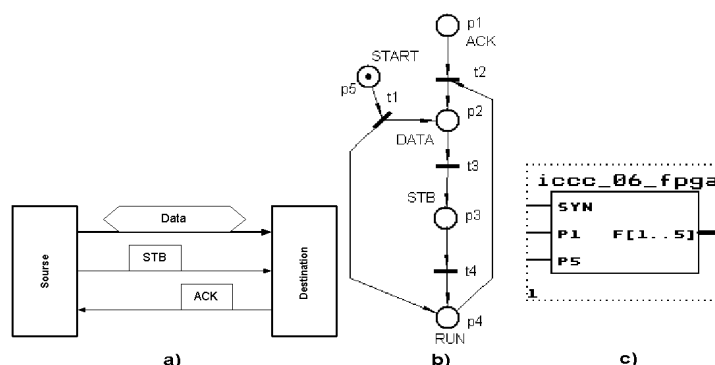 Sourse
Data
STB
ACK
Destination
a)
START
p5
t1
p1
ACK
t2
p2
DATA
t3
STB
p3
t4
p4
RUN
b)
iccc_06_fpga
SYN
P1 F[1..5]
P5
1
c)